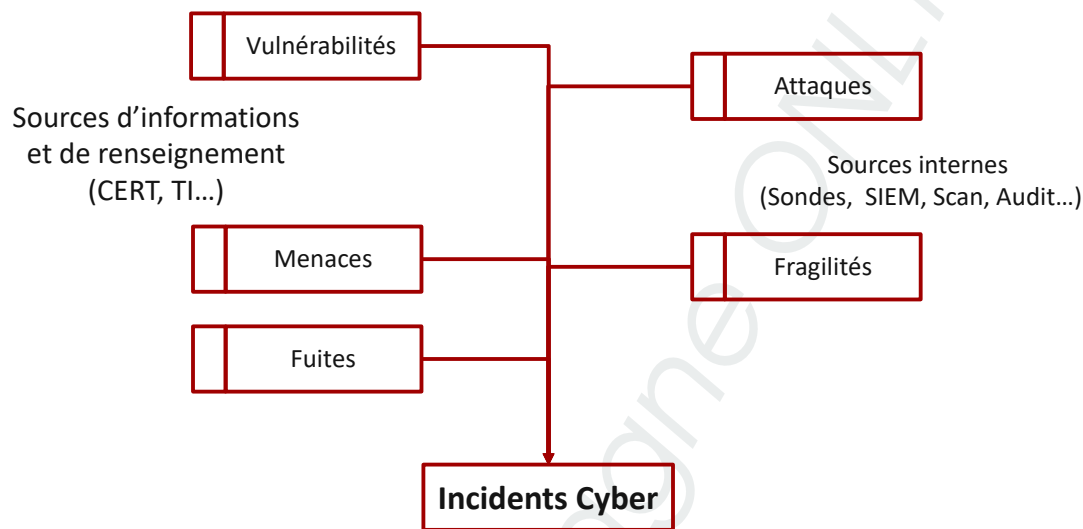 Vulnérabilités
Attaques
Sources d’informations
et de renseignement
(CERT, TI…)
Sources internes
(Sondes, SIEM, Scan, Audit…)
Menaces
Fragilités
Fuites
Incidents Cyber